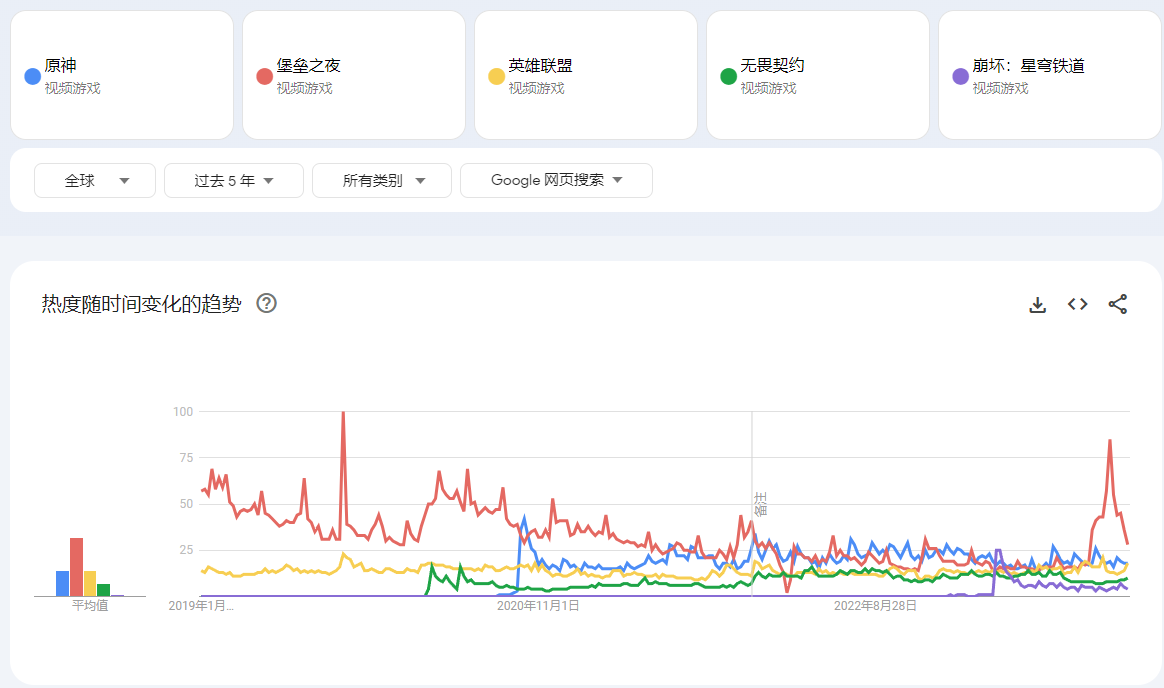 原神
视频游戏
堡垒之夜
视频游戏
英雄联盟
视频游戏
无畏契约
视频游戏
崩坏：星穹铁道
视频游戏
全球
过去 5 年
所有类别
Google 网页搜索
热度随时间变化的趋势
100
75
50
25
备注
平均值
2019年1月…
2020年11月1日
2022年8月28日